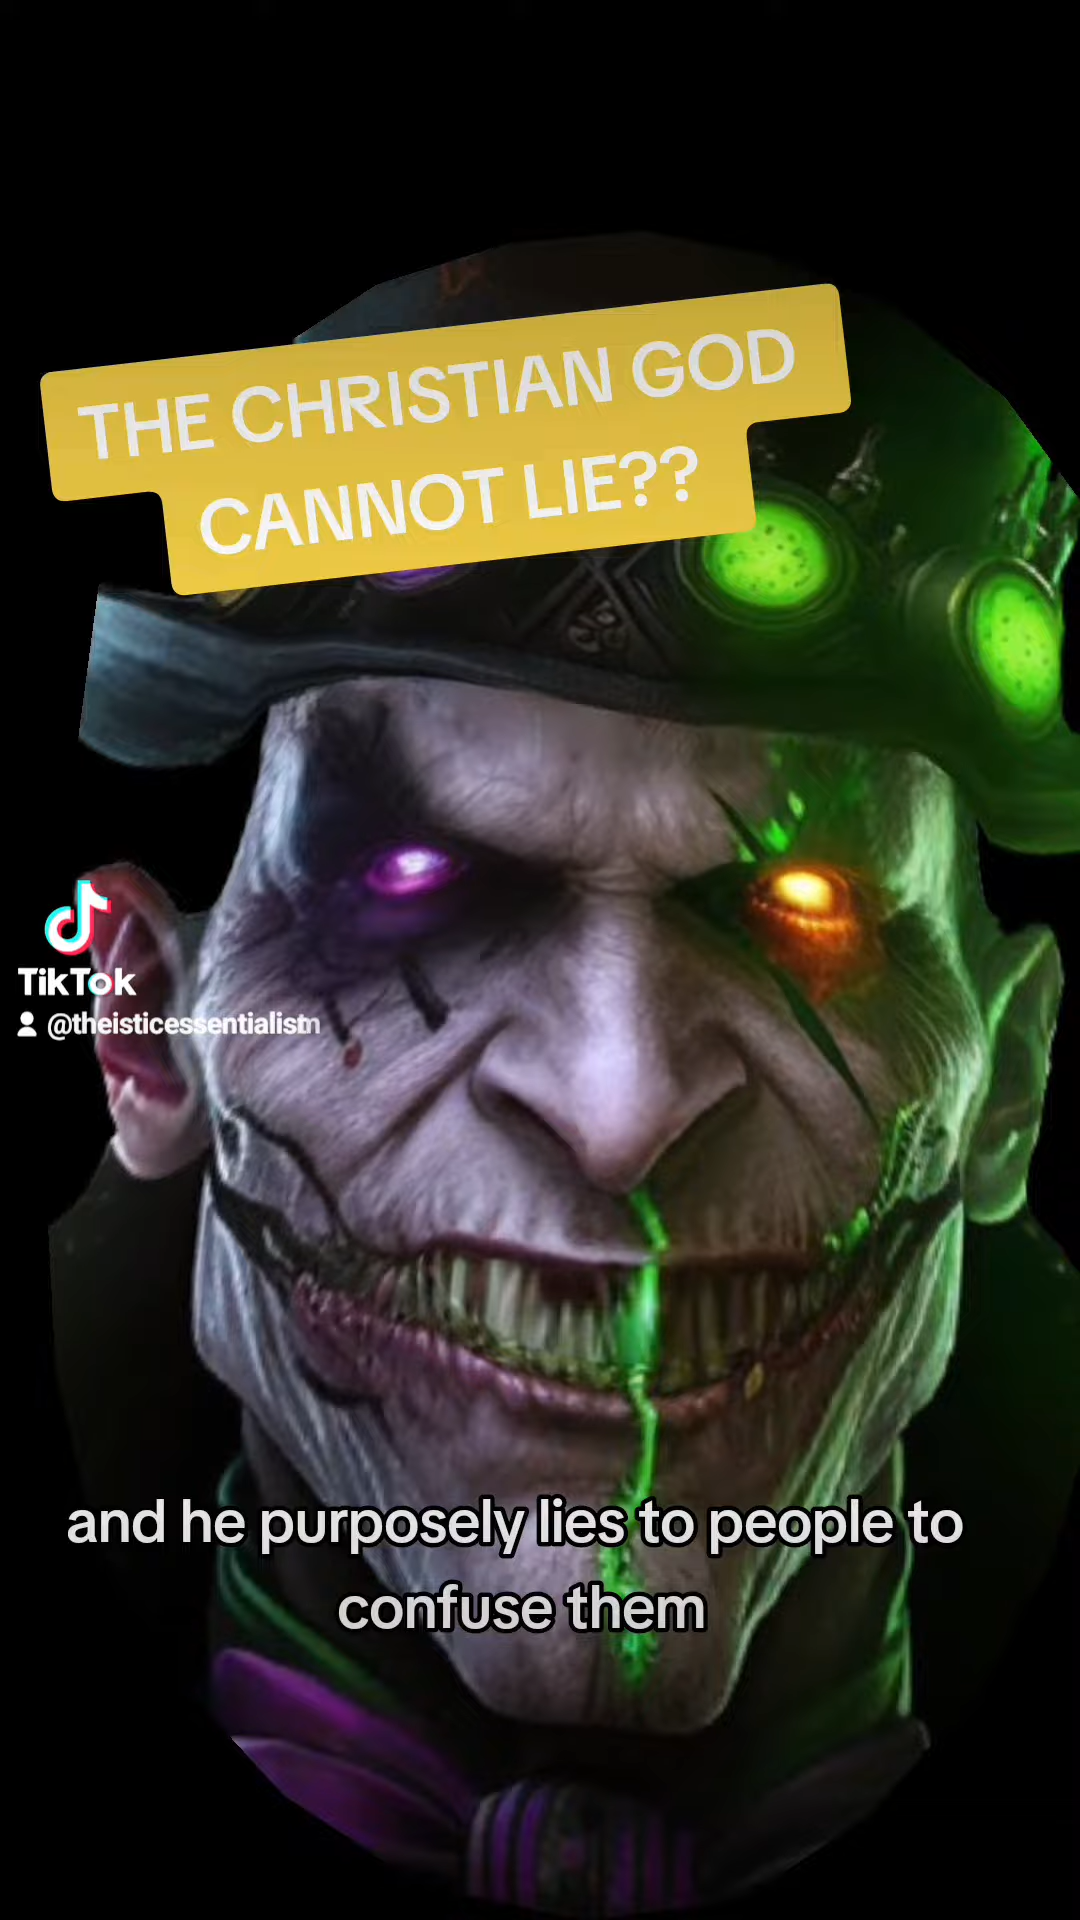 THE CHRISTIAN GOD
CANNOT LIE??
TikTok
@theisticessentialism
and he purposely lies to people to
confuse them